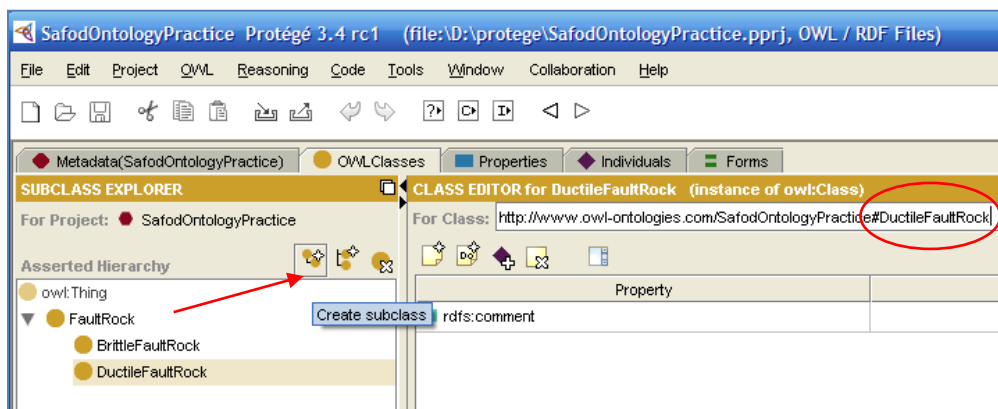 SafodOntologyPractice Protégé 3.4 rc1 (file:\D:\protege\SafodOntologyPractice.pprj, OWL / RDF Files)
File Edit Project OWL Reasoning Code Tools Window Collaboration Help
Metadata(SafodOntologyPractice) OWLClasses Properties Individuals Forms
SUBCLASS EXPLORER
CLASS EDITOR for DuctileFaultRock (instance of owl:Class)
For Project: SafodOntologyPractice
For Class: http://www.owl-ontologies.com/SafodOntologyPractice#DuctileFaultRock
Asserted Hierarchy
Property
owl:Thing
FaultRock
Create subclass
rdfs:comment
BrittleFaultRock
DuctileFaultRock